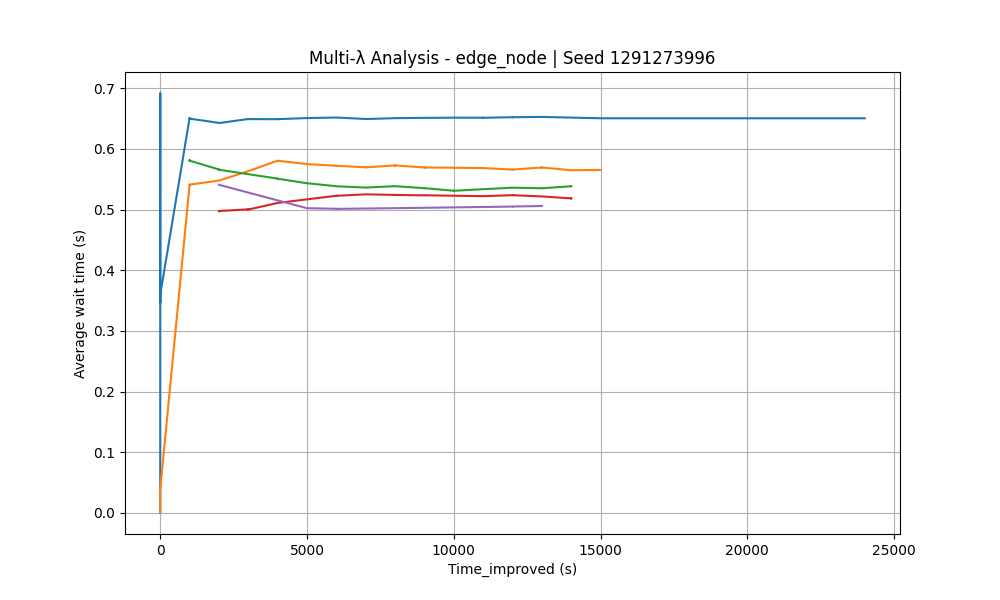 Multi-λ Analysis - edge_node | Seed 1291273996
Average wait time (s)
0.7
0.6
0.5
0.4
0.3
0.2
0.1
0.0
0 5000 10000 15000 20000 25000
Time_improved (s)